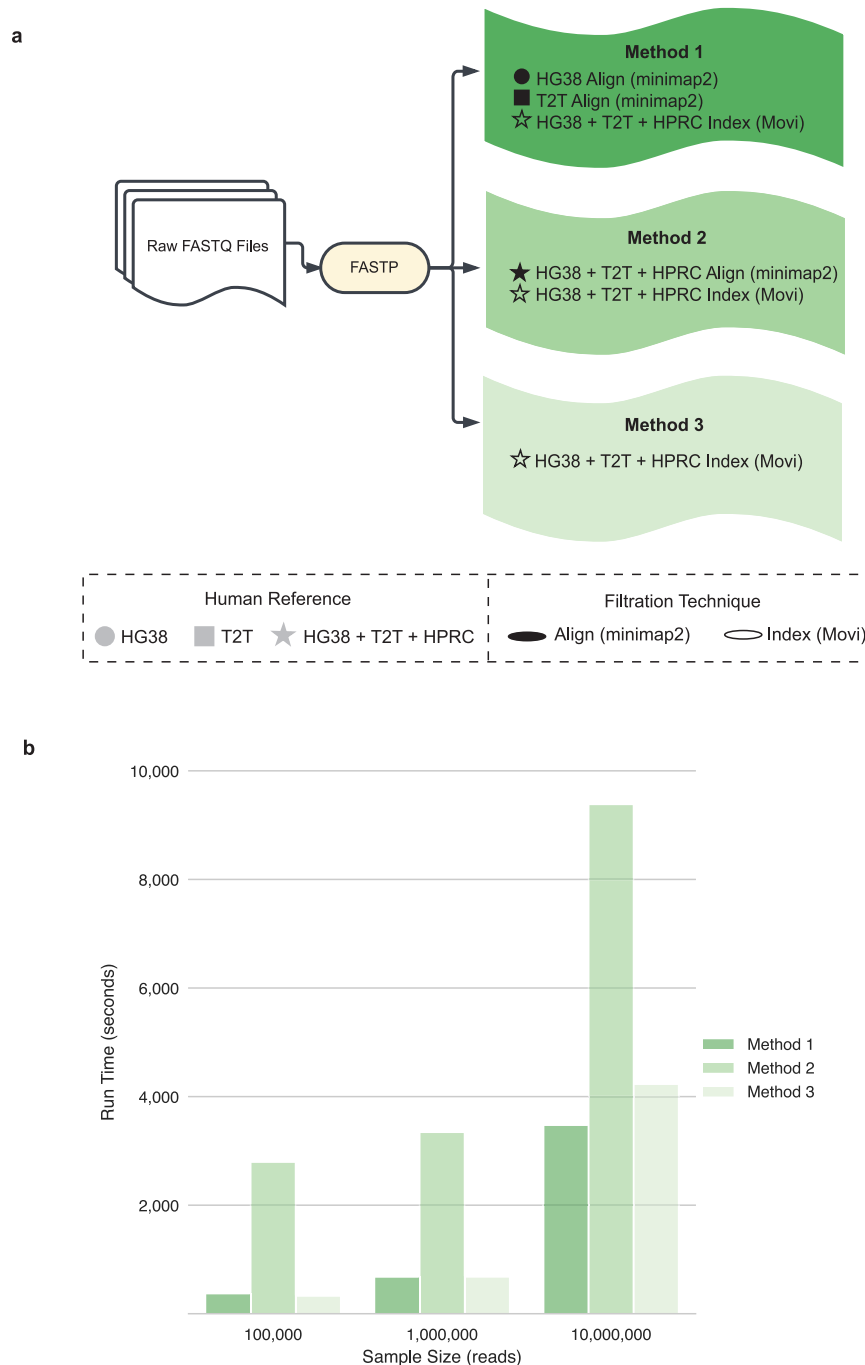 a
Method 1
HG38 Align (minimap2)
T2T Align (minimap2)
HG38 + T2T + HPRC Index (Movi)
Raw FASTQ Files
FASTP
Method 2
HG38 + T2T + HPRC Align (minimap2)
HG38 + T2T + HPRC Index (Movi)
Method 3
HG38 + T2T + HPRC Index (Movi)
Human Reference
HG38
T2T
HG38 + T2T + HPRC
Filtration Technique
Align (minimap2)
Index (Movi)
b
10,000
8,000
6,000
4,000
2,000
Run Time (seconds)
Method 1
Method 2
Method 3
100,000
1,000,000
10,000,000
Sample Size (reads)